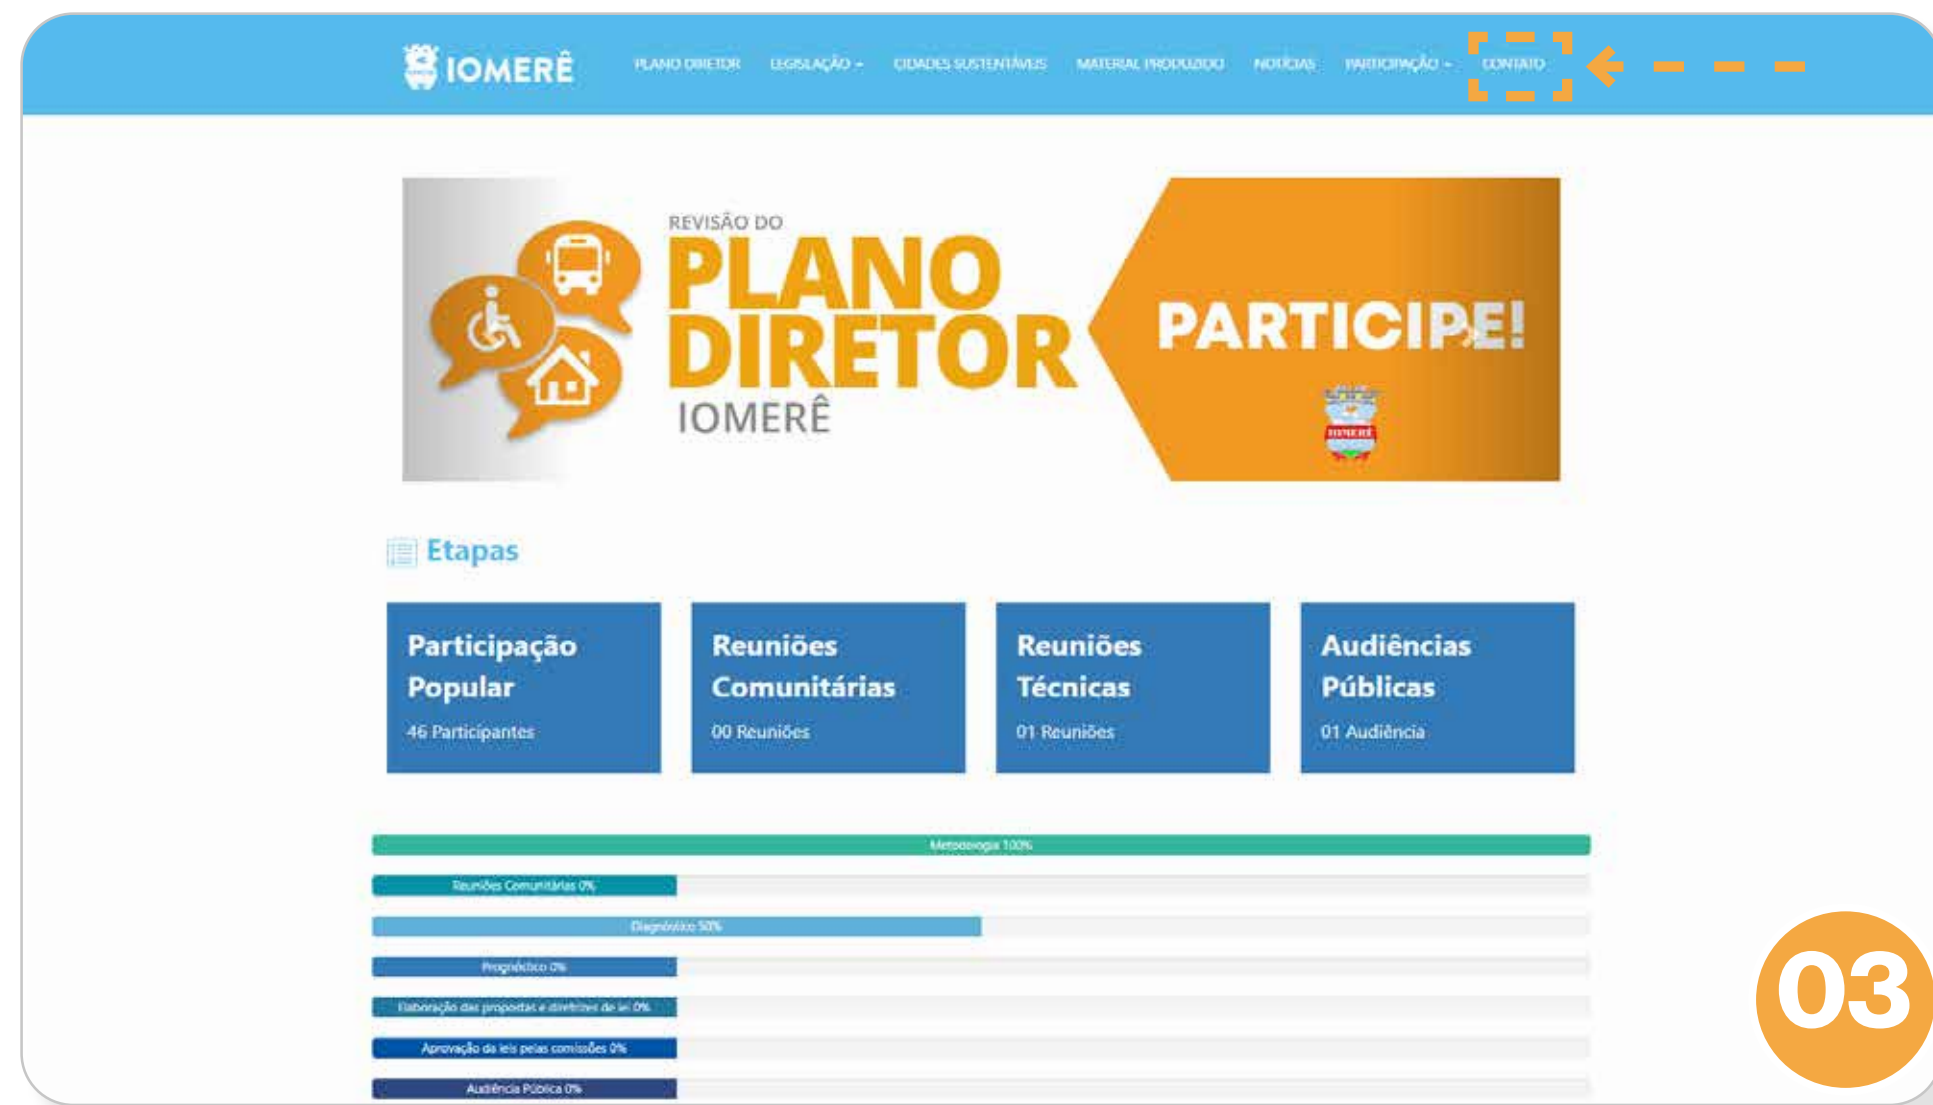 IOMERÊ PLANO DIRETOR LEGISLAÇÃO CIDADES SUSTENTÁVEIS MATERIAL PRODUZIDO NOTÍCIAS PARTICIPAÇÃO CONTATO
REVISÃO DO
PLANO
DIRETOR
IOMERÊ
PARTICIPE!
IOMERÊ
Etapas
Participação
Popular
46 Participantes
Reuniões
Comunitárias
00 Reuniões
Reuniões
Técnicas
01 Reuniões
Audiências
Públicas
01 Audiência
Metodologia 100%
Reuniões Comunitárias 0%
Diagnóstico 50%
Prognóstico 0%
Elaboração das propostas e diretrizes de lei 0%
Aprovação da leis pelas comissões 0%
Audiência Pública 0%
03